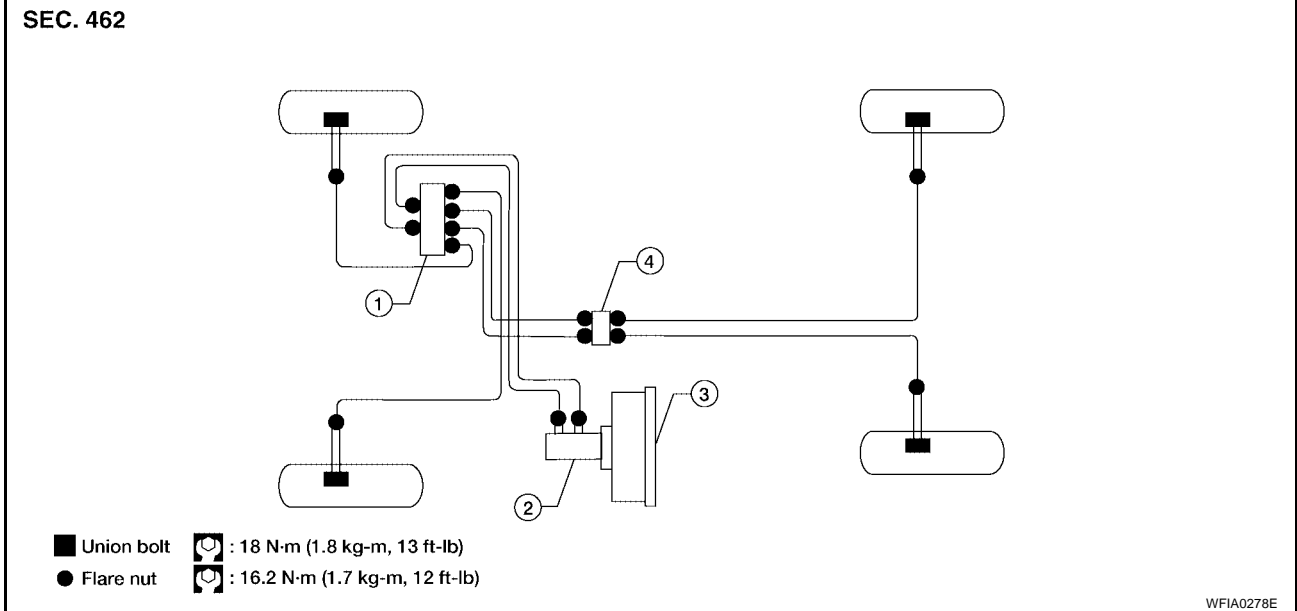 SEC. 462
1
4
3
2
Union bolt : 18 N·m (1.8 kg-m, 13 ft-lb)
Flare nut : 16.2 N·m (1.7 kg-m, 12 ft-lb)
WFIA0278E